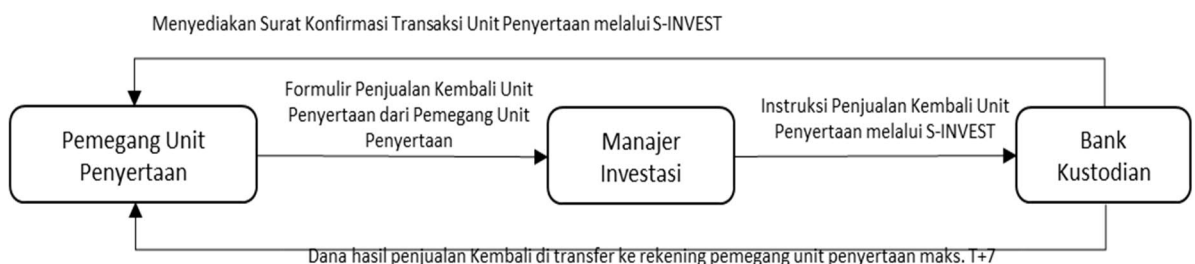 Menyediakan Surat Konfirmasi Transaksi Unit Penyertaan melalui S-INVEST
Formulir Penjualan Kembali Unit
Penyertaan dari Pemegang Unit
Penyertaan
Instruksi Penjualan Kembali Unit
Penyertaan melalui S-INVEST
Pemegang Unit
Penyertaan
Manajer
Investasi
Bank
Kustodian
Dana hasil penjualan Kembali di transfer ke rekening pemegang unit penyertaan maks. T+7